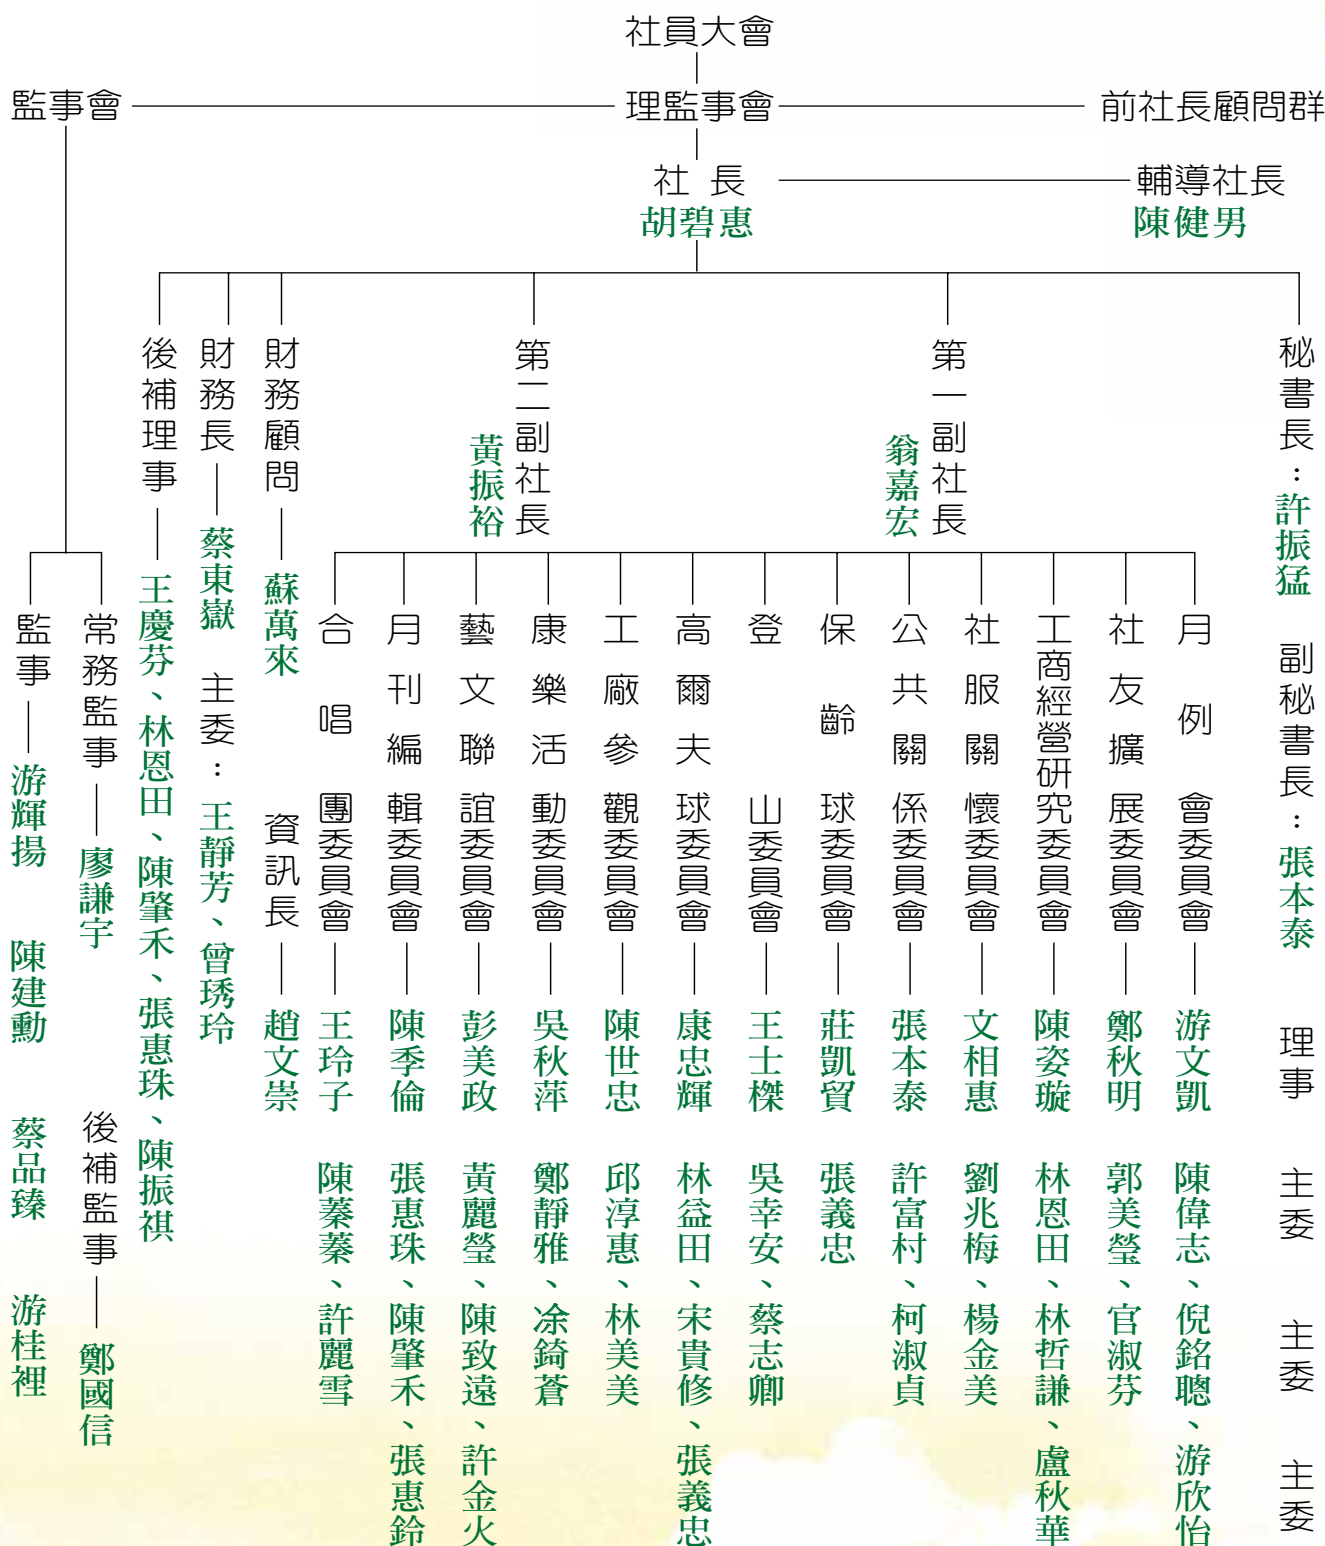 社員大會
監事會
理監事會
前社長顧問群
社 長
胡碧惠
輔導社長
陳健男
秘書長：許振猛
副秘書長：張本泰
理事
主委
主委
主委
第一副社長
翁嘉宏
第二副社長
黃振裕
財務顧問
蘇萬來
財務長
蔡東嶽
主委：王靜芳、曾琇玲
後補理事
王慶芬、林恩田、陳肇禾、張惠珠、陳振祺
月例會委員會
游文凱
陳偉志、倪銘聰、游欣怡
社友擴展委員會
鄭秋明
郭美瑩、官淑芬
工商經營研究委員會
陳姿璇
林恩田、林哲謙、盧秋華
社服關懷委員會
文相惠
劉兆梅、楊金美
公共關係委員會
張本泰
許富村、柯淑貞
保齡球委員會
莊凱貿
張義忠
登山委員會
王士榤
吳幸安、蔡志卿
高爾夫球委員會
康忠輝
林益田、宋貴修、張義忠
工廠參觀委員會
陳世忠
邱淳惠、林美美
康樂活動委員會
吳秋萍
鄭靜雅、凃錡蒼
藝文聯誼委員會
彭美政
黃麗瑩、陳致遠、許金火
月刊編輯委員會
陳季倫
張惠珠、陳肇禾、張惠鈴
合唱團委員會
王玲子
陳蓁蓁、許麗雪
資訊長
趙文崇
常務監事
廖謙宇
後補監事
鄭國信
監事
游輝揚
陳建勳
蔡品臻
游桂裡